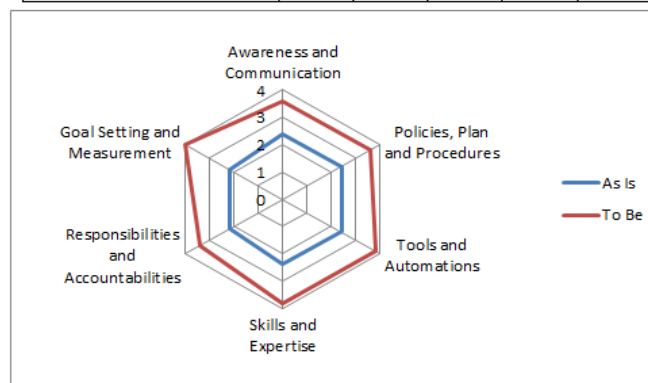 Awareness and
Communication
4
3
2
1
0
Policies, Plan
and Procedures
Tools and
Automations
Skills and
Expertise
Responsibilities
and
Accountabilities
Goal Setting and
Measurement
As Is
To Be